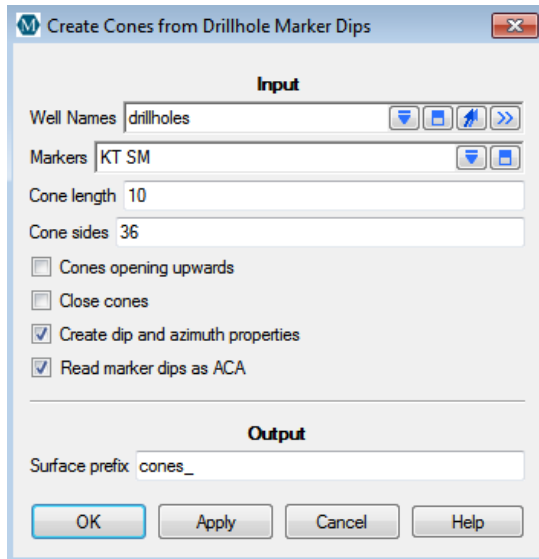 Create Cones from Drillhole Marker Dips
Input
Well Names drillholes
Markers KT SM
Cone length 10
Cone sides 36
Cones opening upwards
Close cones
Create dip and azimuth properties
Read marker dips as ACA
Output
Surface prefix cones_
OK Apply Cancel Help